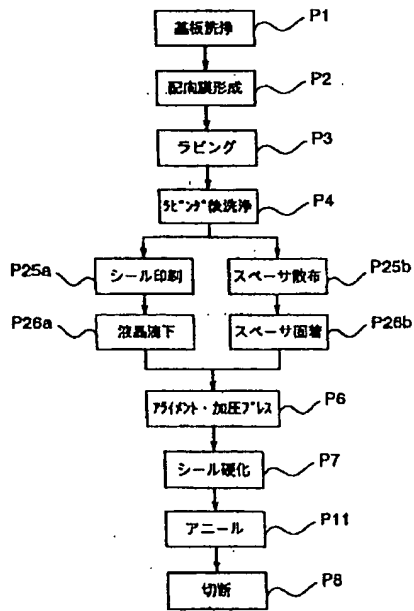 基板洗浄 P1
配向膜形成 P2
ラビング P3
ラビング後洗浄 P4
P25a シール印刷 スペーサ散布 P25b
P26a 液晶滴下 スペーサ固着 P26b
アライメント・加圧プレス P6
シール硬化 P7
アニール P11
切断 P8